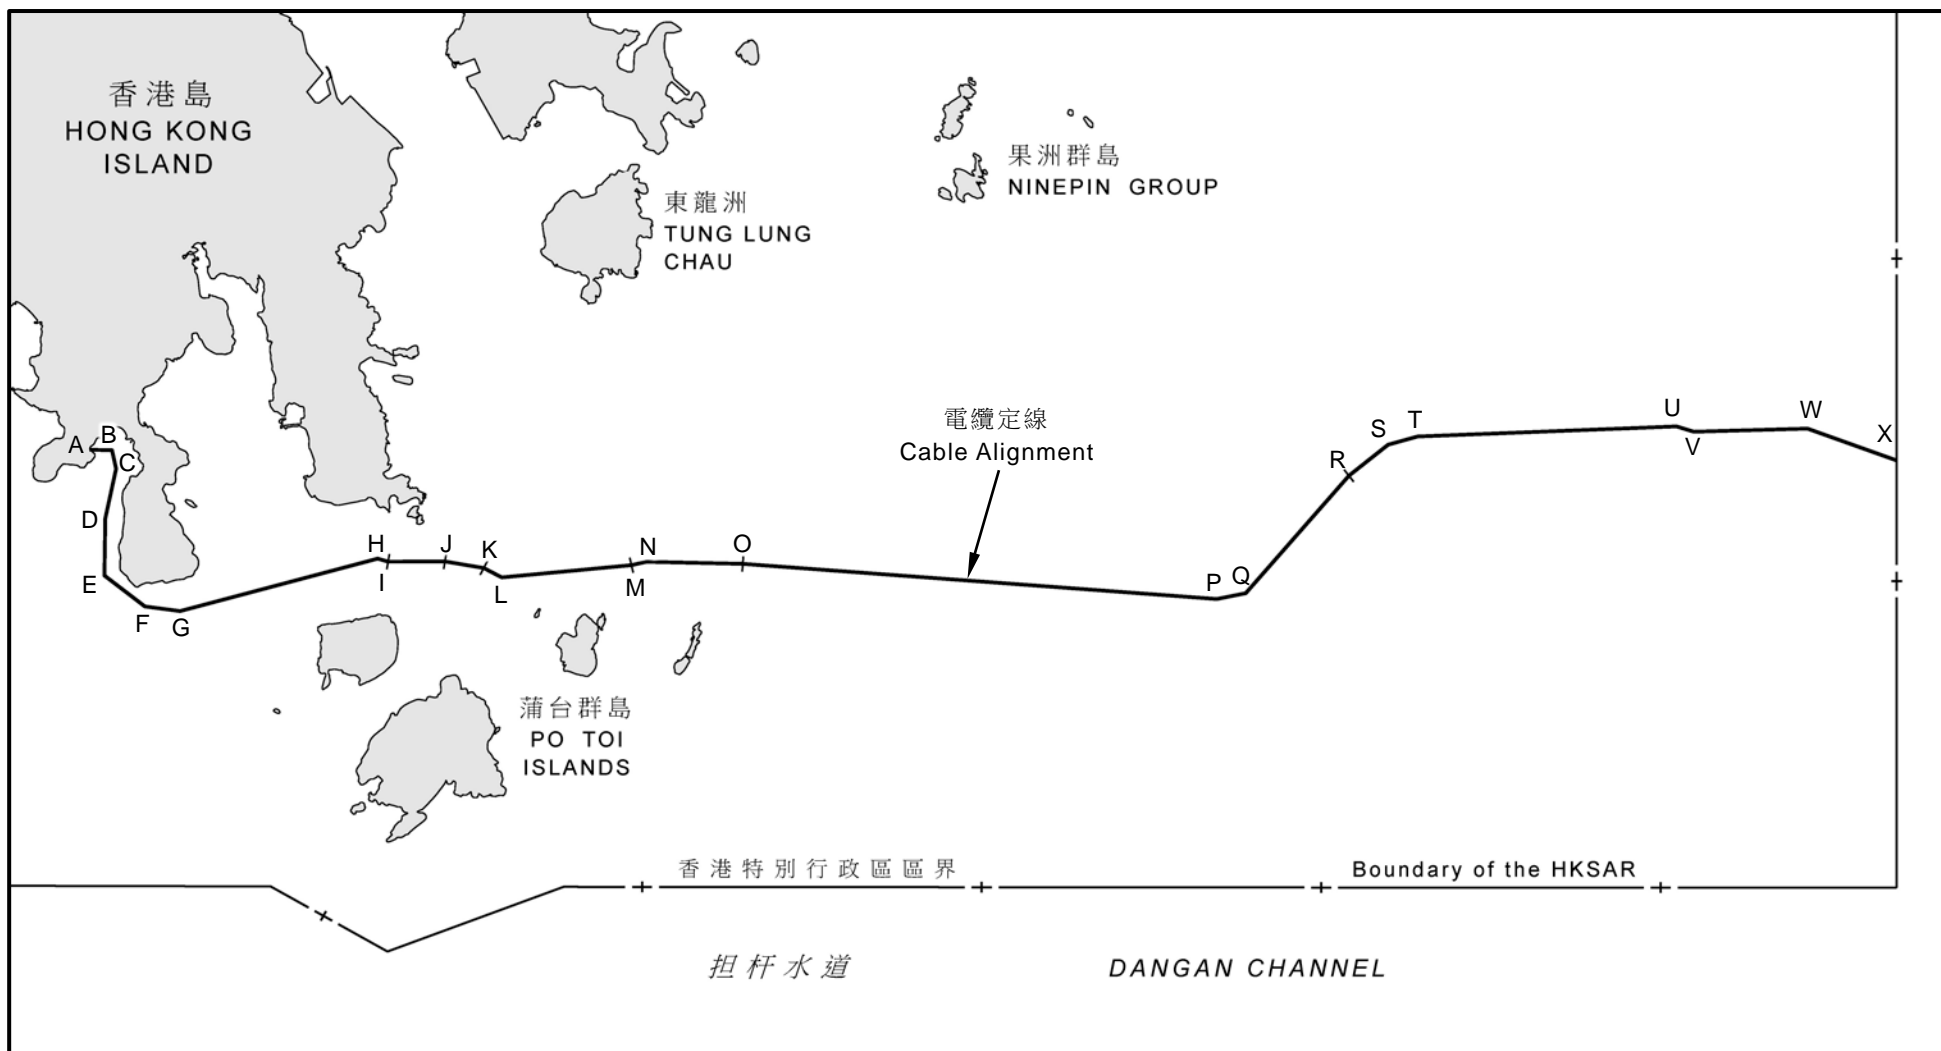 香港島
HONG KONG
ISLAND
果洲群島
NINEPIN GROUP
東龍洲
TUNG LUNG
CHAU
電纜定線
Cable Alignment
A
B
C
D
E
F
G
H
I
J
K
L
M
N
O
P
Q
R
S
T
U
V
W
X
蒲台群島
PO TOI
ISLANDS
香港特別行政區區界
Boundary of the HKSAR
担杆水道
DANGAN CHANNEL